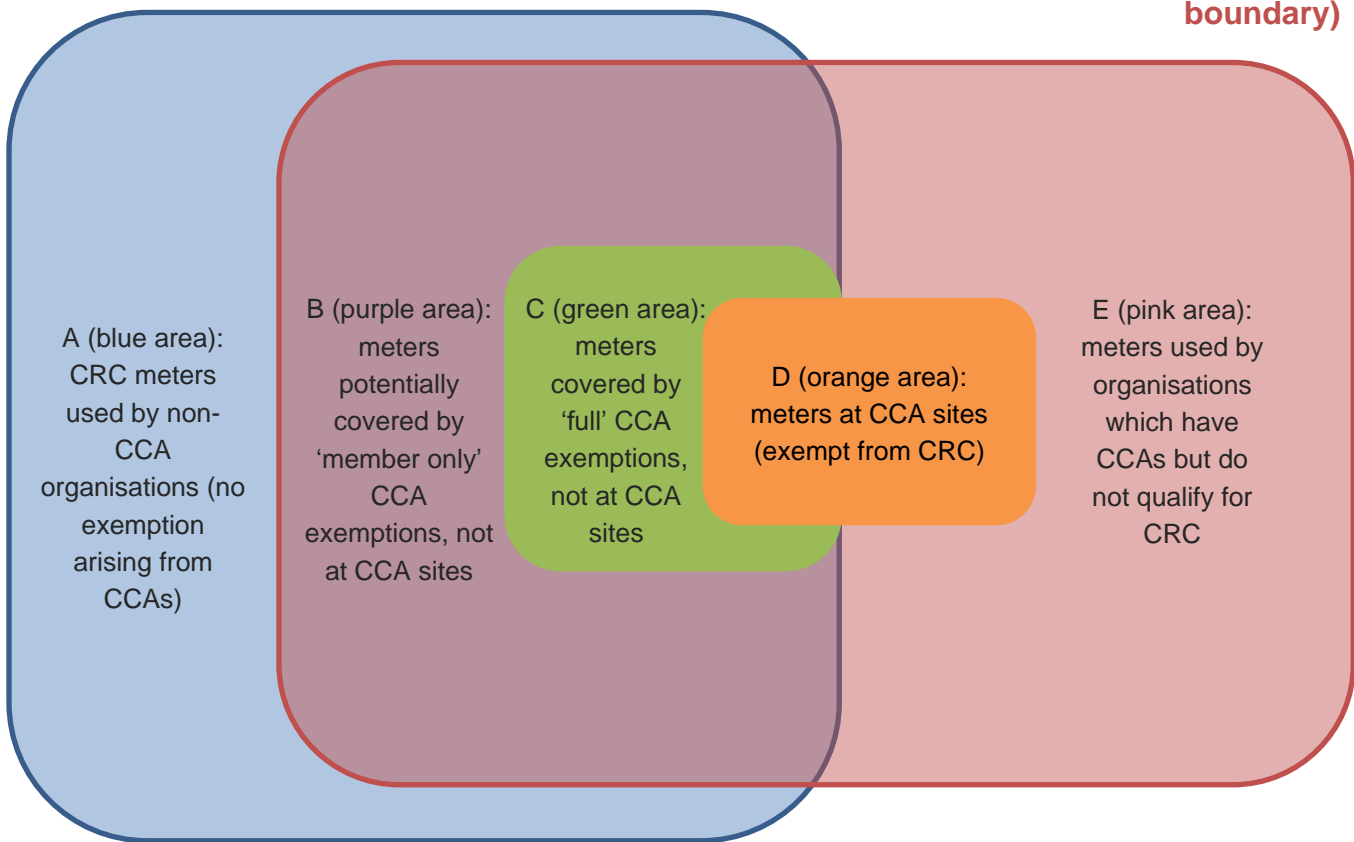 boundary)
A (blue area):
CRC meters
used by non-
CCA
organisations (no
exemption
arising from
CCAs)
B (purple area):
meters
potentially
covered by
‘member only’
CCA
exemptions, not
at CCA sites
C (green area):
meters
covered by
‘full’ CCA
exemptions,
not at CCA
sites
D (orange area):
meters at CCA sites
(exempt from CRC)
E (pink area):
meters used by
organisations
which have
CCAs but do
not qualify for
CRC